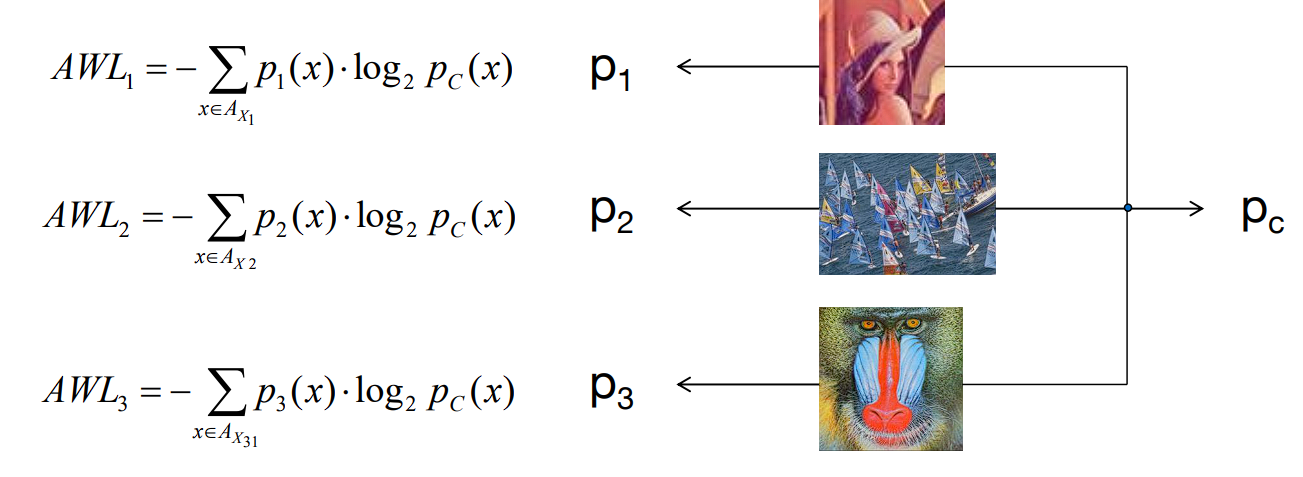 AWL₁ = − ∑ p₁(x)·log₂ p_C(x) p₁
x∈A_{X₁}
AWL₂ = − ∑ p₂(x)·log₂ p_C(x) p₂ p_c
x∈A_{X 2}
AWL₃ = − ∑ p₃(x)·log₂ p_C(x) p₃
x∈A_{X₃₁}